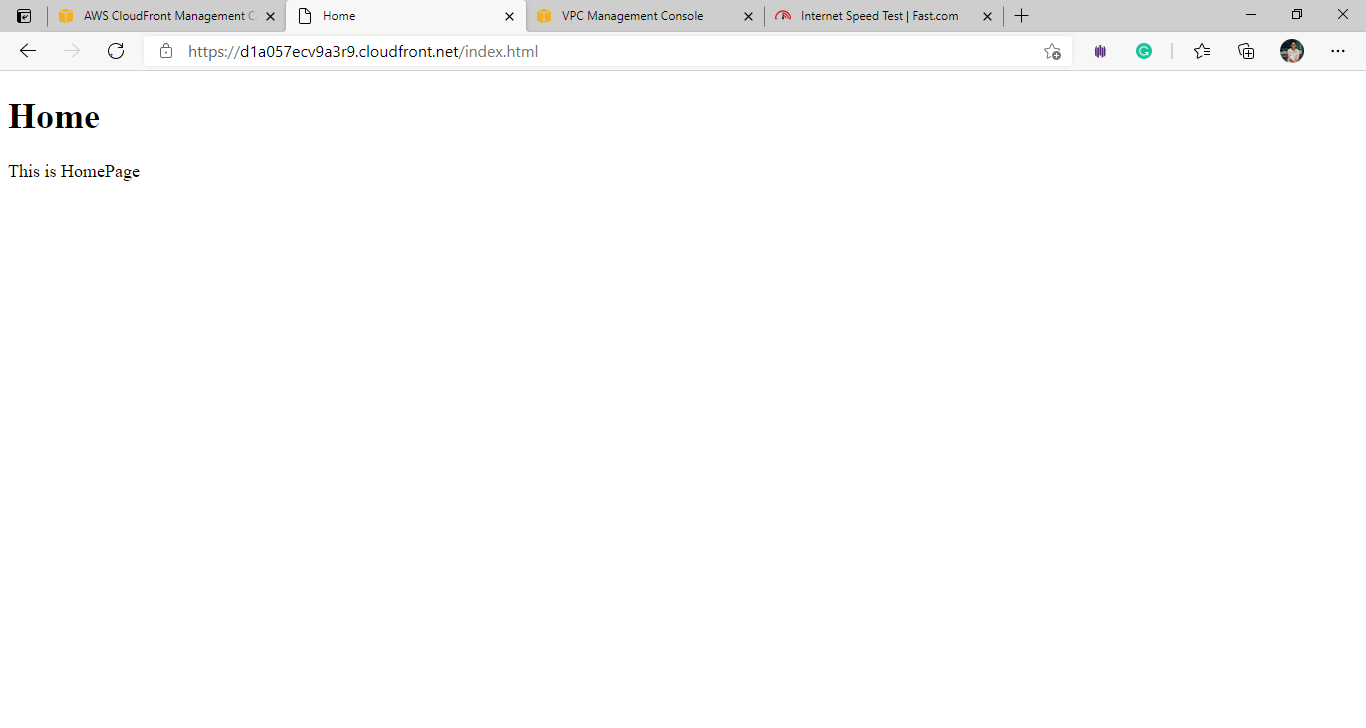 AWS CloudFront Management C
Home
VPC Management Console
Internet Speed Test | Fast.com
https://d1a057ecv9a3r9.cloudfront.net/index.html
Home
This is HomePage